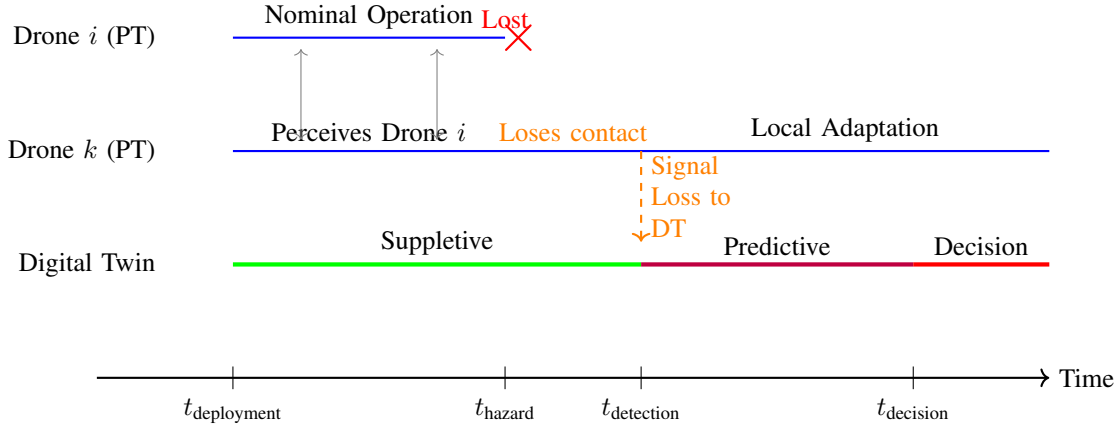 Nominal Operation
Lost
Drone i (PT)
Perceives Drone i
Loses contact
Local Adaptation
Drone k (PT)
Signal
Loss to
DT
Suppletive
Predictive
Decision
Digital Twin
Time
t_deployment
t_hazard
t_detection
t_decision